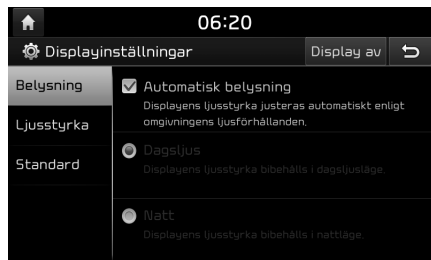 06:20
Displayinställningar
Display av
Belysning
Ljusstyrka
Standard
Automatisk belysning
Displayens ljusstyrka justeras automatiskt enligt
omgivningens ljusförhållanden.
Dagsljus
Displayens ljusstyrka bibehålls i dagsljusläge.
Natt
Displayens ljusstyrka bibehålls i nattläge.